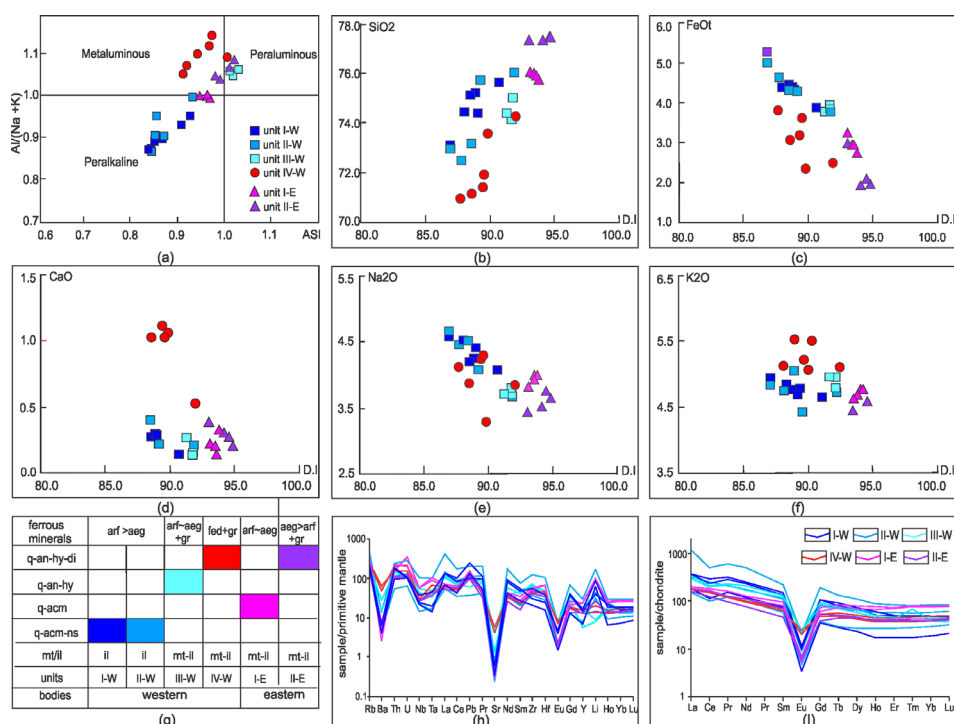 Al/(Na +K)
1.1
1.0
0.9
0.8
0.7
0.6 0.8 0.9 1.0 1.1 ASI
Metaluminous
Peraluminous
Peralkaline
unit I-W
unit II-W
unit III-W
unit IV-W
unit I-E
unit II-E
(a)
SiO2
78.0
76.0
74.0
72.0
70.0
D.I
80.0 85.0 90.0 95.0 100.0
(b)
FeOt
6.0
5.0
4.0
3.0
2.0
1.0
D.I
80.0 85.0 90.0 95.0 100.0
(c)
CaO
1.5
1.0
0.5
0.0
D.I
80.0 85.0 90.0 95.0 100.0
(d)
Na2O
5.5
4.5
3.5
2.5
D.I
80.0 85.0 90.0 95.0 100.0
(e)
K2O
6.5
5.5
4.5
3.5
D.I
80.0 85.0 90.0 95.0 100.0
(f)
ferrous minerals
arf >aeg
arf~aeg +gr
fed+gr
arf~aeg
aeg>arf +gr
q-an-hy-di
q-an-hy
q-acm
q-acm-ns
mt/il il il mt-il mt-il mt-il mt-il
units I-W II-W III-W IV-W I-E II-E
bodies western eastern
(g)
sample/primitive mantle
1000
100
10
1
0.1
Rb Ba Th U Nb Ta La Ce Pb Pr Sr Nd Sm Zr Hf Eu Gd Y Li Ho Yb Lu
(h)
sample/chondrite
1000
100
10
1
I-W II-W III-W
IV-W I-E II-E
La Ce Pr Nd Sm Eu Gd Tb Dy Ho Er Tm Yb Lu
(I)